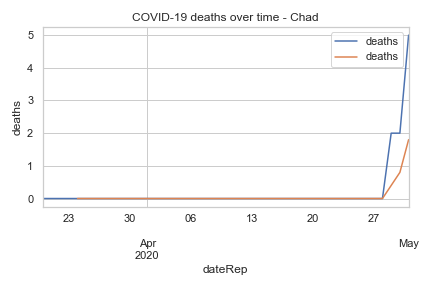 COVID-19 deaths over time - Chad
deaths
deaths
deaths
5
4
3
2
1
0
23 30 06 13 20 27
Apr May
2020
dateRep